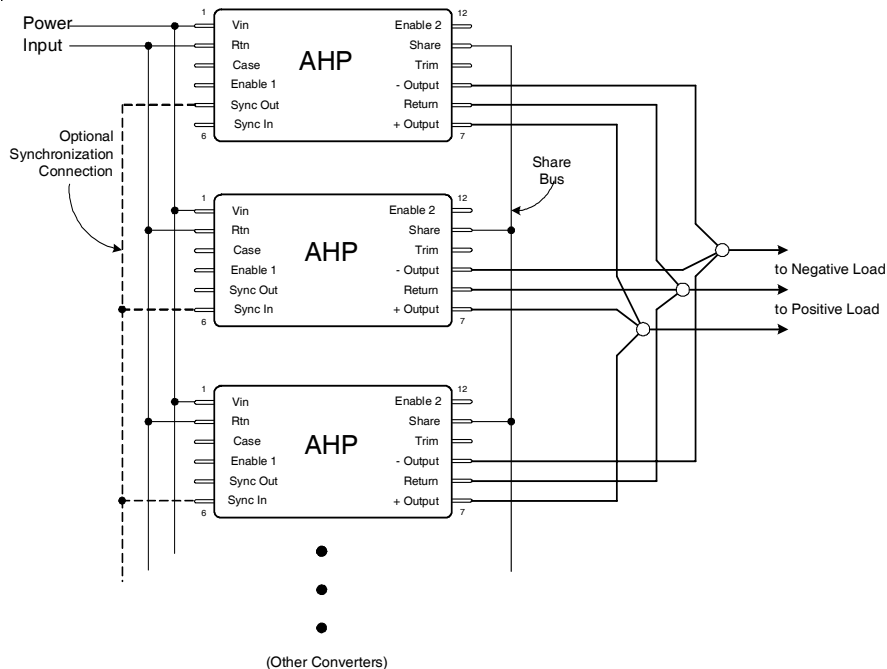 1 12
Power Vin Enable 2
Input Rtn Share
Case AHP Trim
Enable 1 - Output
Sync Out Return
Sync In + Output
6 7
Optional
Synchronization
Connection
Share
Bus
1 12
Vin Enable 2
Rtn Share
Case AHP Trim
Enable 1 - Output
Sync Out Return
Sync In + Output
6 7
to Negative Load
to Positive Load
1 12
Vin Enable 2
Rtn Share
Case AHP Trim
Enable 1 - Output
Sync Out Return
Sync In + Output
6 7
(Other Converters)